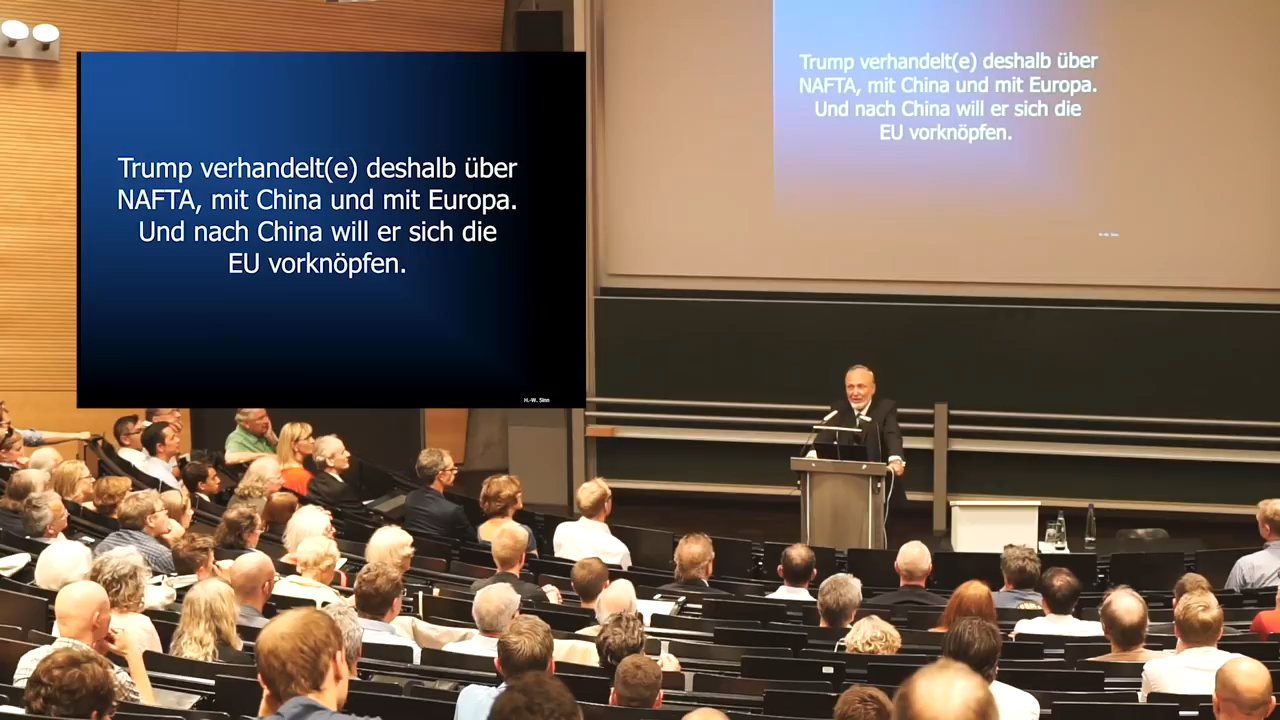 Trump verhandelt(e) deshalb über
NAFTA, mit China und mit Europa.
Und nach China will er sich die
EU vorknöpfen.
H.-W. Sinn
Trump verhandelt(e) deshalb über
NAFTA, mit China und mit Europa.
Und nach China will er sich die
EU vorknöpfen.
H.-W. Sinn